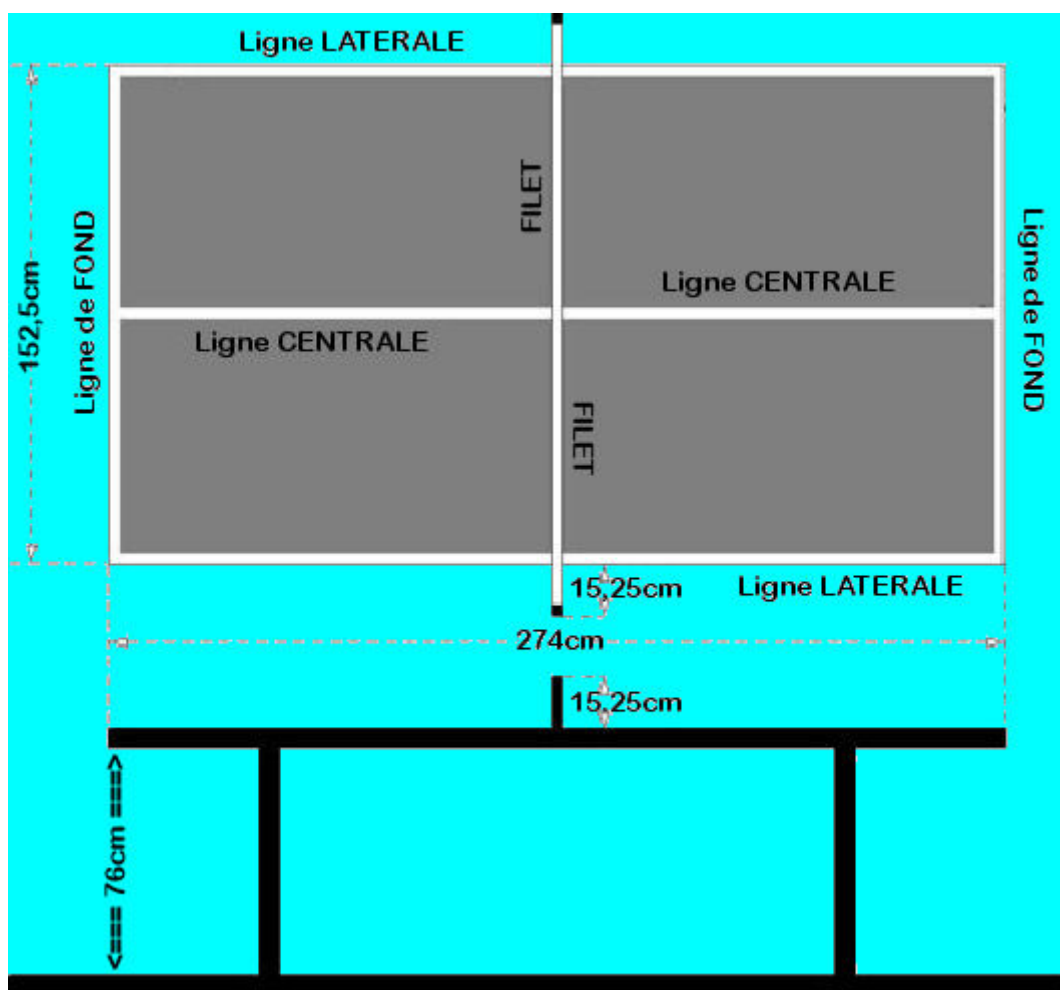 Ligne LATERALE
FILET
Ligne de FOND
Ligne de FOND
152,5cm
Ligne CENTRALE
Ligne CENTRALE
FILET
15,25cm
Ligne LATERALE
274cm
15,25cm
<=== 76cm ===>